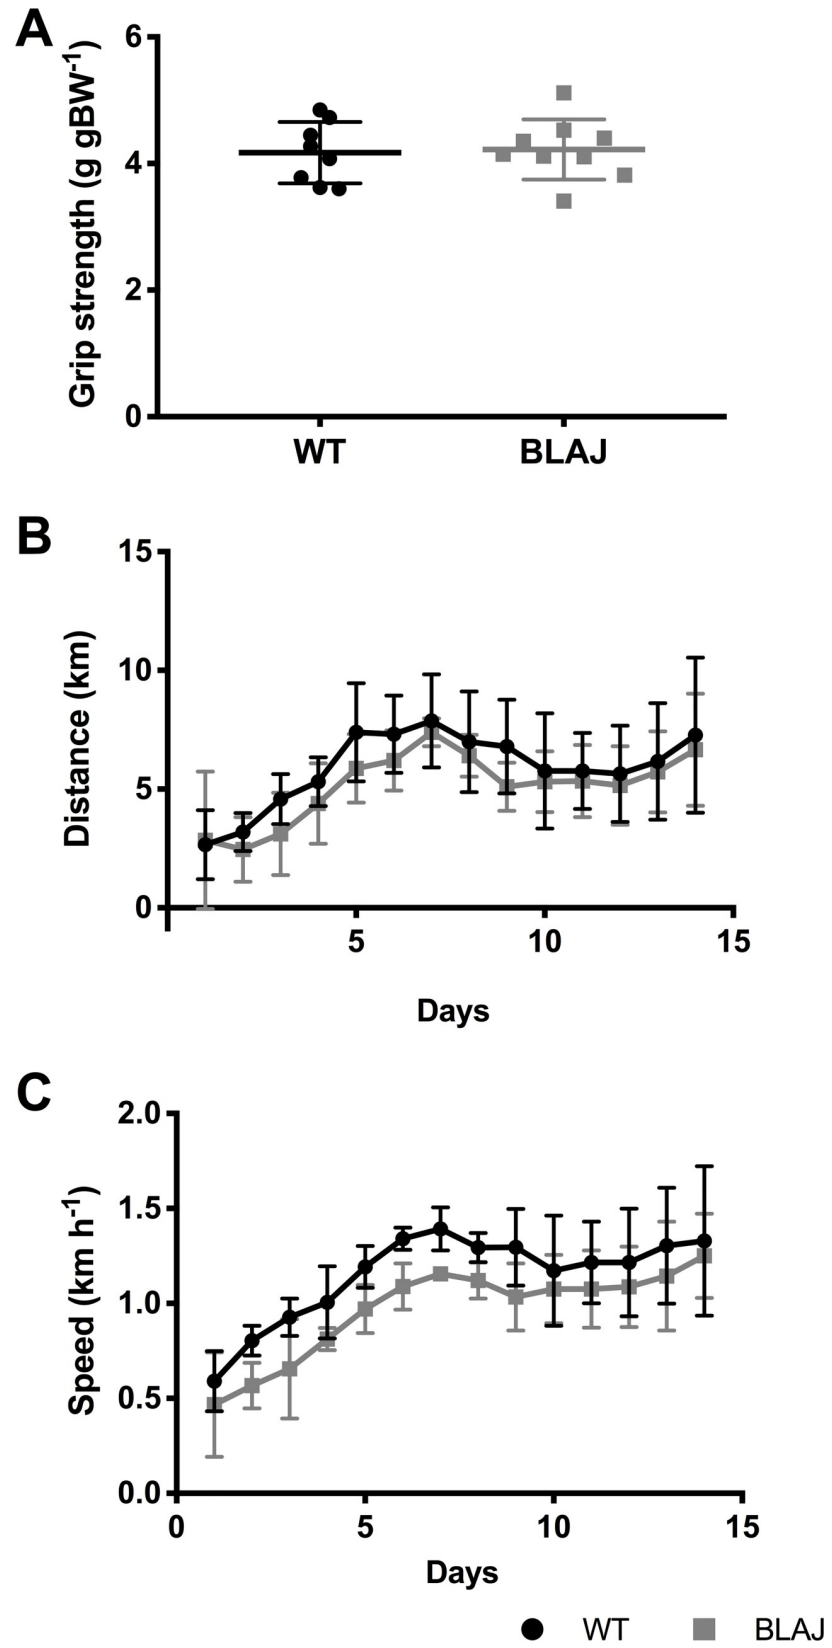 A
Grip strength (g gBW⁻¹)
6
4
2
0
WT BLAJ
B
Distance (km)
15
10
5
0
5 10 15
Days
C
Speed (km h⁻¹)
2.0
1.5
1.0
0.5
0.0
0 5 10 15
Days
WT BLAJ